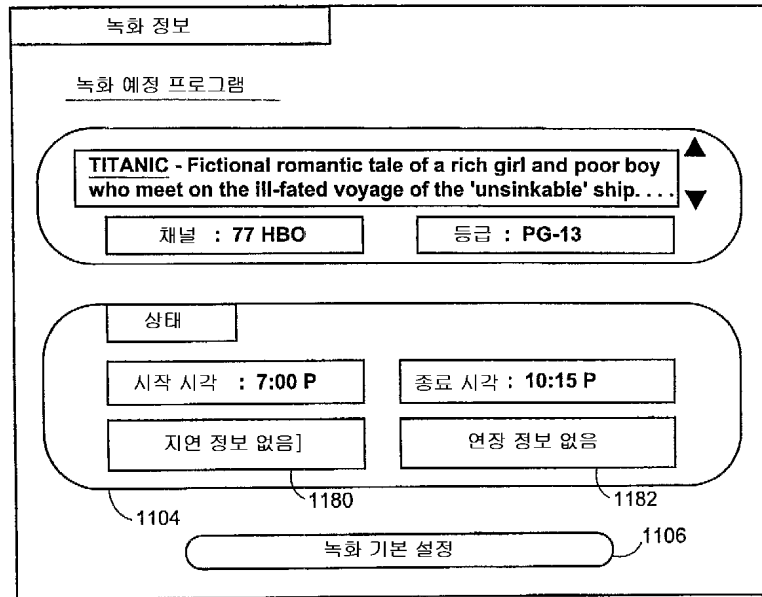 녹화 정보
녹화 예정 프로그램
TITANIC - Fictional romantic tale of a rich girl and poor boy
who meet on the ill-fated voyage of the 'unsinkable' ship. . . .
채널 : 77 HBO
등급 : PG-13
상태
시작 시각 : 7:00 P
종료 시각 : 10:15 P
지연 정보 없음]
연장 정보 없음
1104
1180
1182
녹화 기본 설정
1106